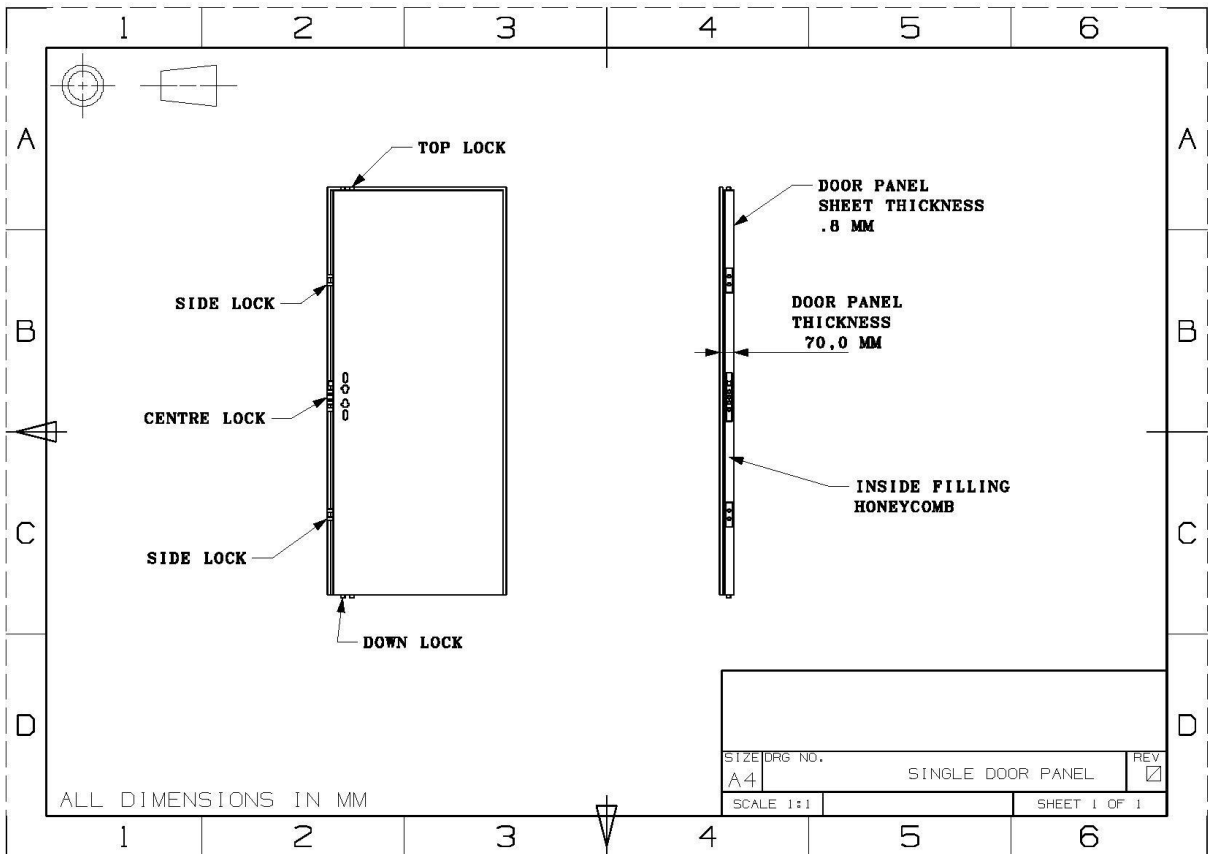 1 2 3 4 5 6
A A
TOP LOCK
DOOR PANEL
SHEET THICKNESS
.8 MM
SIDE LOCK
DOOR PANEL
THICKNESS
70,0 MM
B B
CENTRE LOCK
INSIDE FILLING
HONEYCOMB
C C
SIDE LOCK
DOWN LOCK
D D
SIZE DRG NO. REV
A4 SINGLE DOOR PANEL
ALL DIMENSIONS IN MM
SCALE 1:1 SHEET 1 OF 1
1 2 3 4 5 6